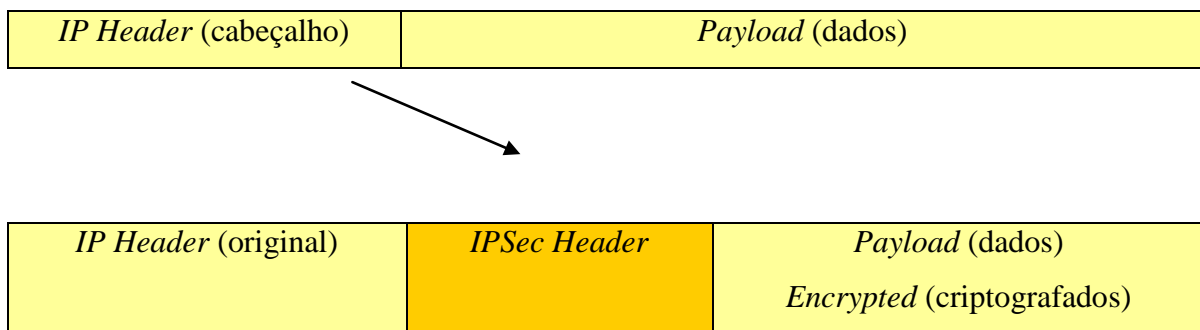 IP Header (cabeçalho)
Payload (dados)
IP Header (original)
IPSec Header
Payload (dados)
Encrypted (criptografados)